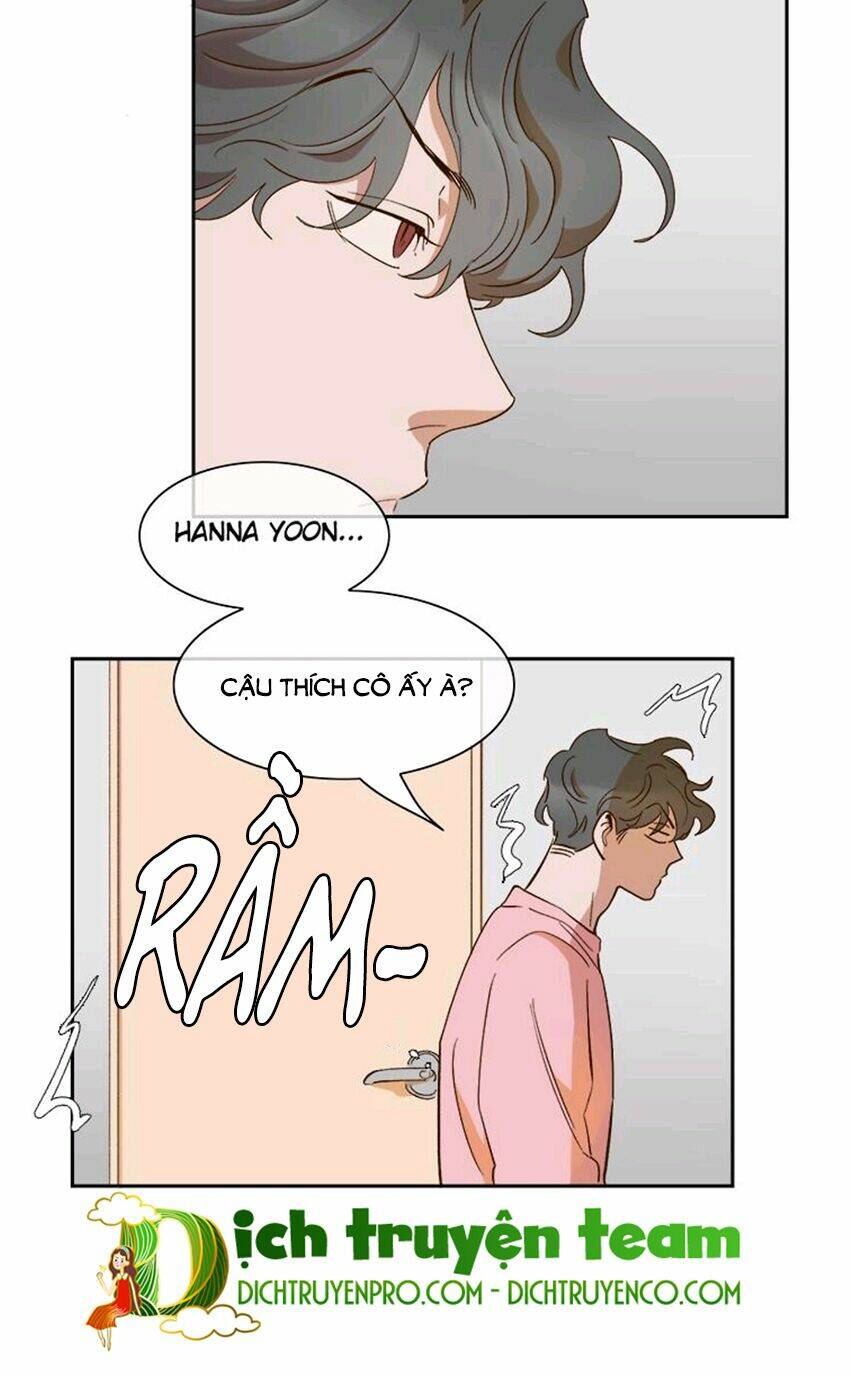 HANNA YOON...
CẬU THÍCH CÔ ẤY À?
RẦM-
Dịch truyện team
DICHTRUYENPRO.COM - DICHTRUYENCO.COM